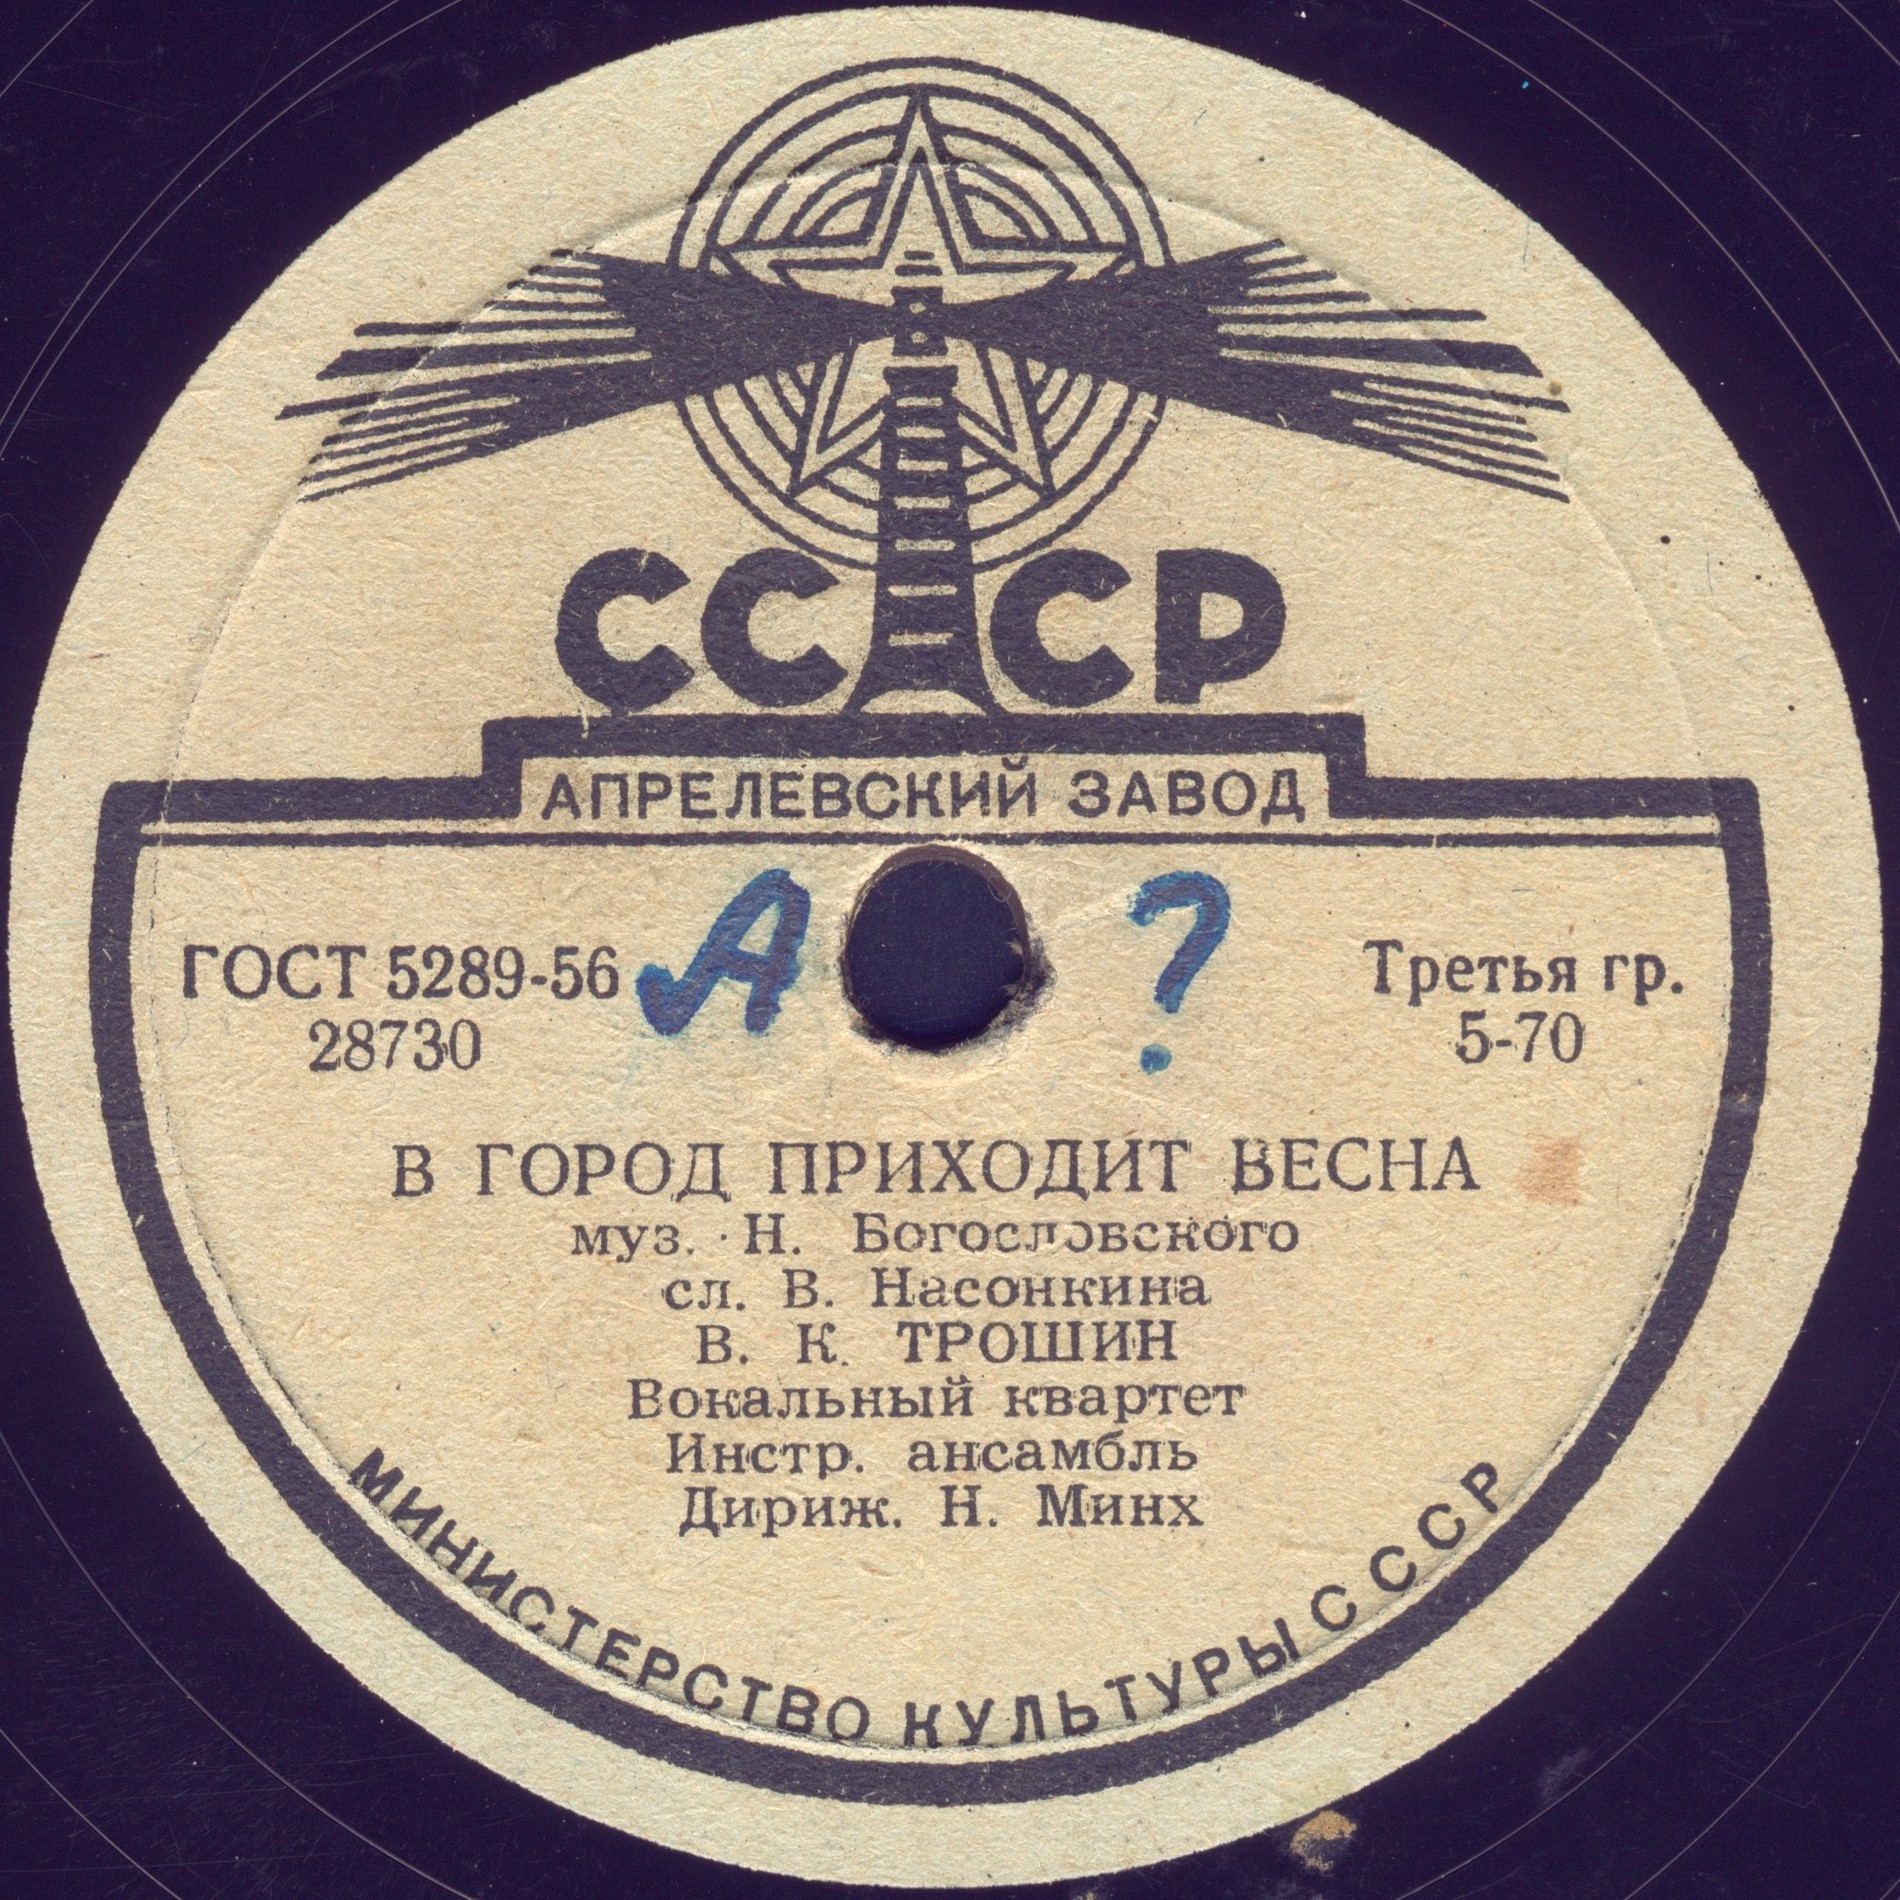 СССР
АПРЕЛЕВСКИЙ ЗАВОД
А ?
ГОСТ 5289-56 Третья гр.
28730 5-70
В ГОРОД ПРИХОДИТ ВЕСНА
муз. Н. Богословского
сл. В. Насонкина
В. К. ТРОШИН
Вокальный квартет
Инстр. ансамбль
Дириж. Н. Минх
МИНИСТЕРСТВО КУЛЬТУРЫ СССР